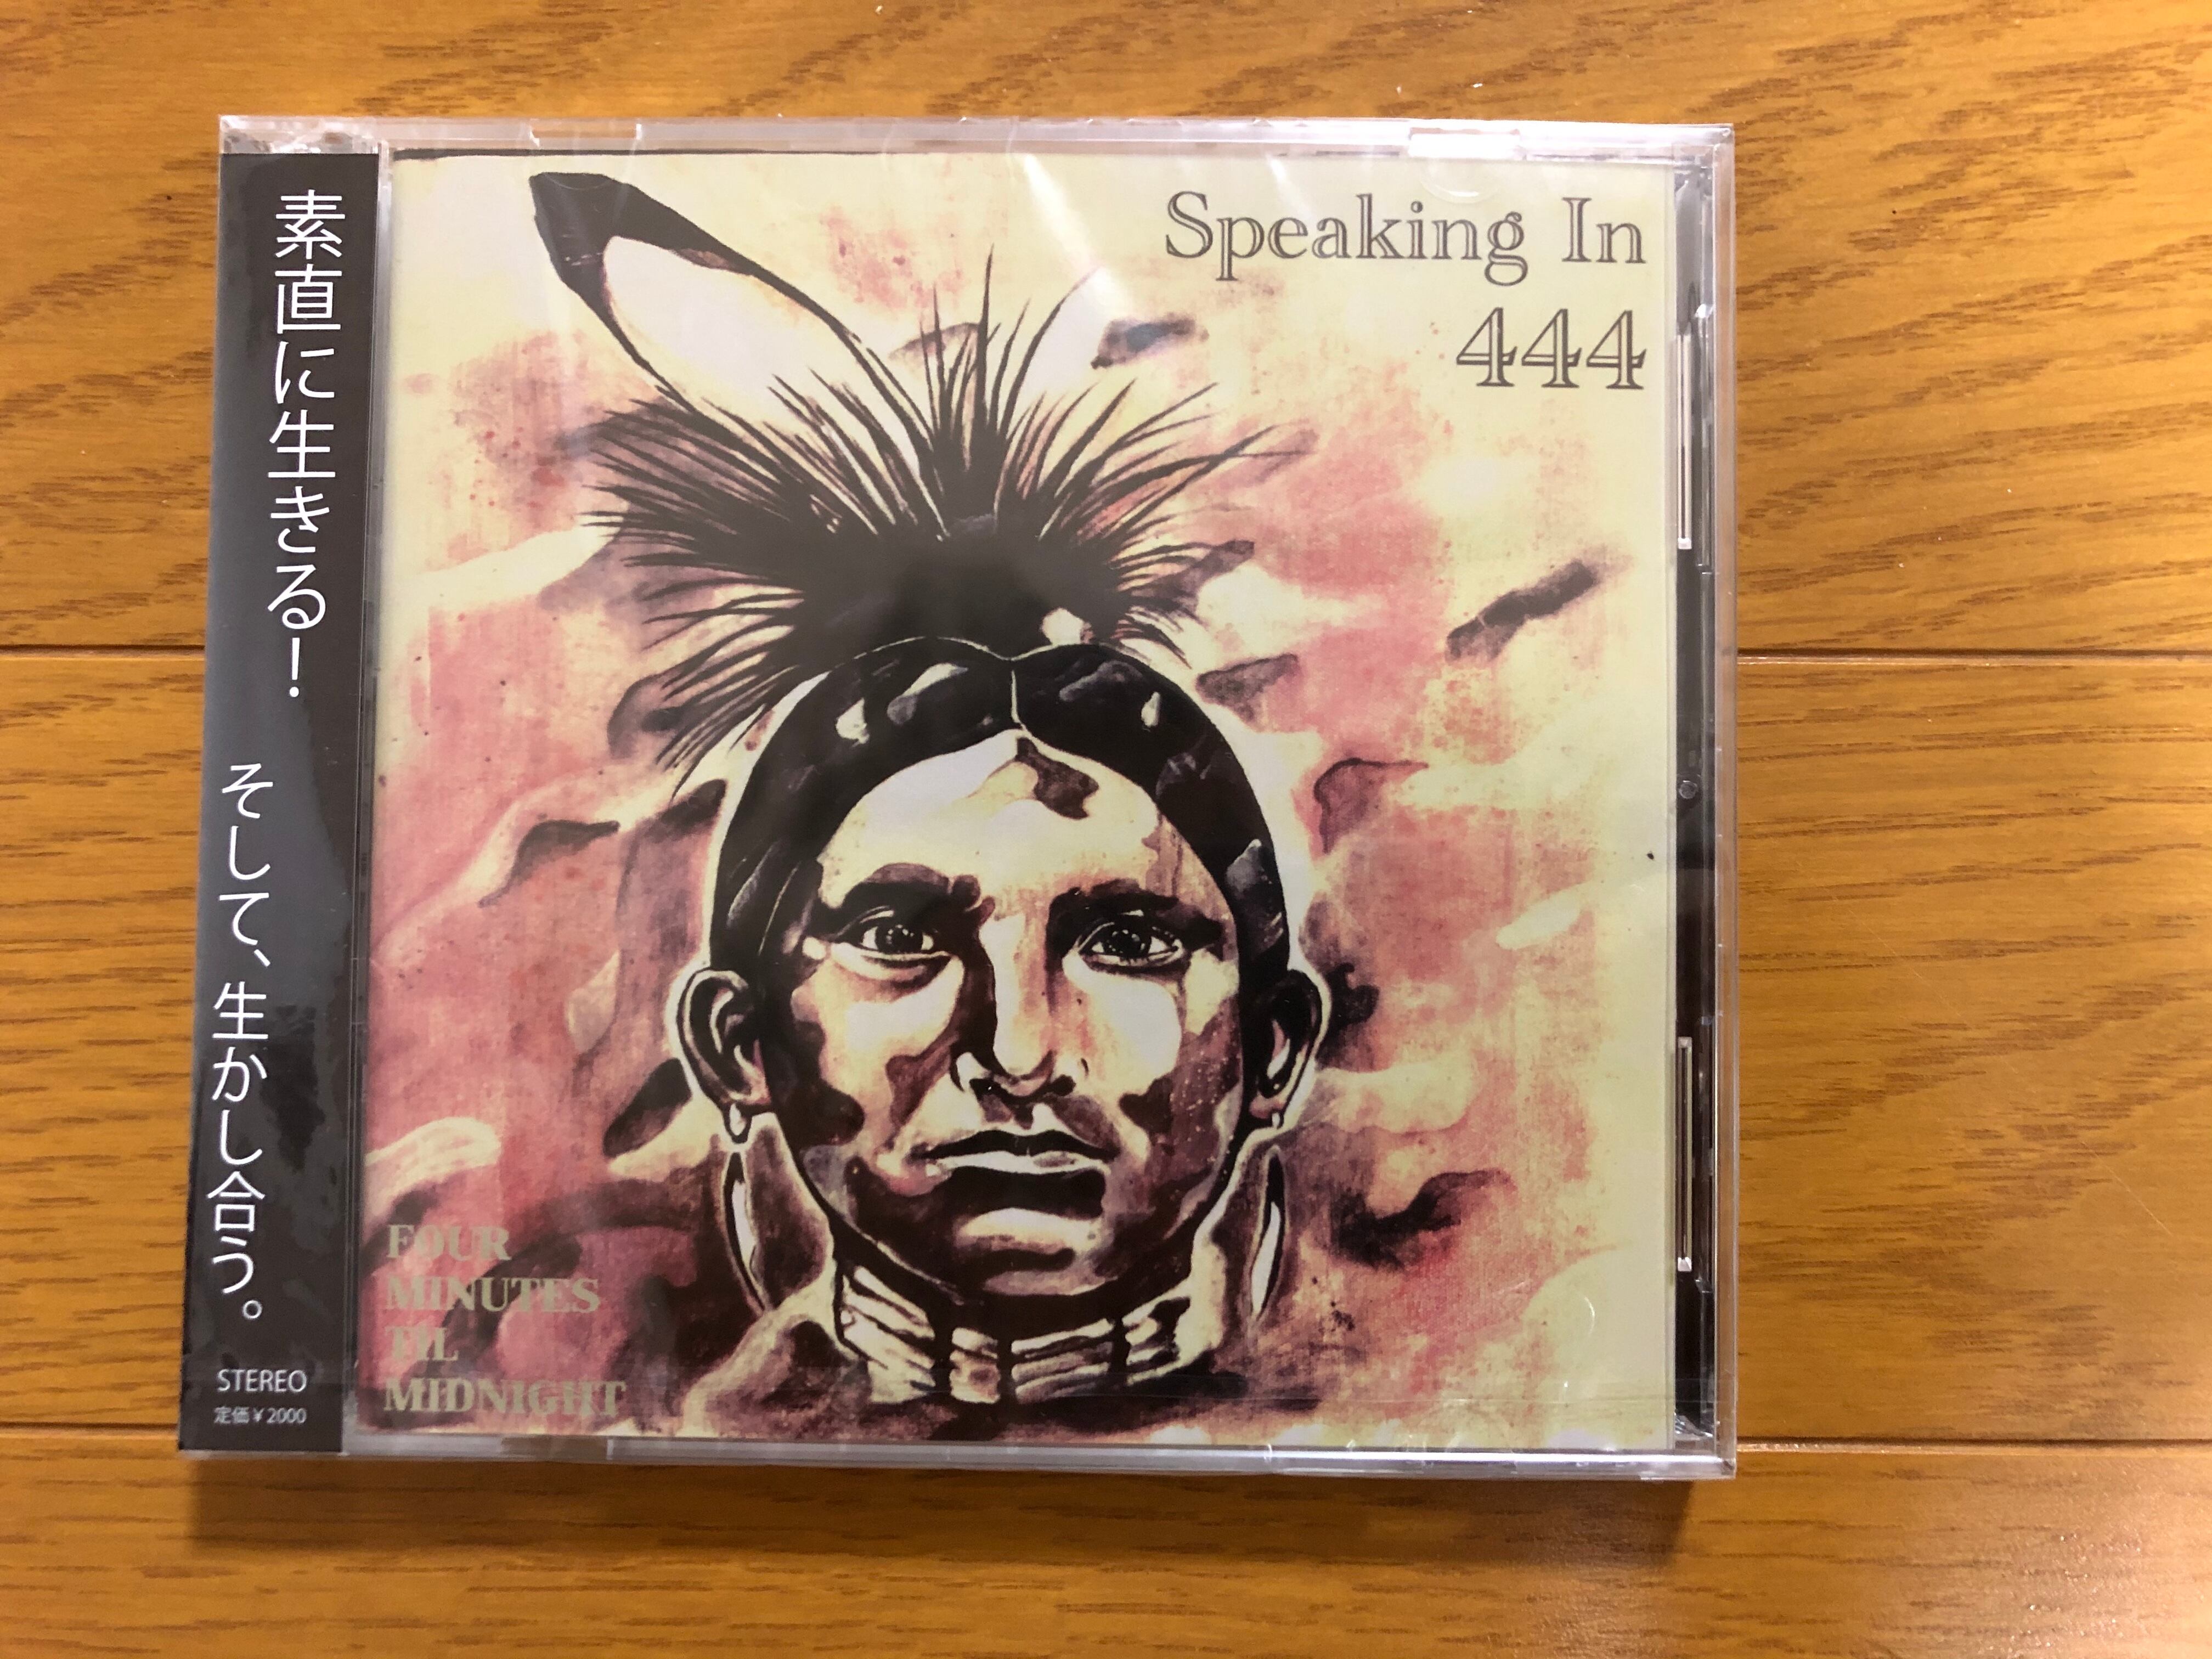 素直に生きる！
そして、生かし合う。
STEREO
定価¥2000
Speaking In
444
FOUR
MINUTES
TIL
MIDNIGHT